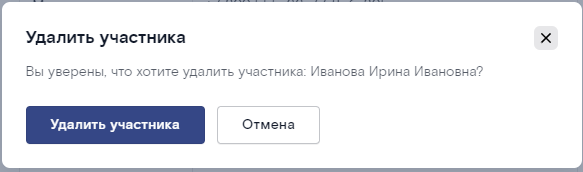 Удалить участника
Вы уверены, что хотите удалить участника: Иванова Ирина Ивановна?
Удалить участника
Отмена